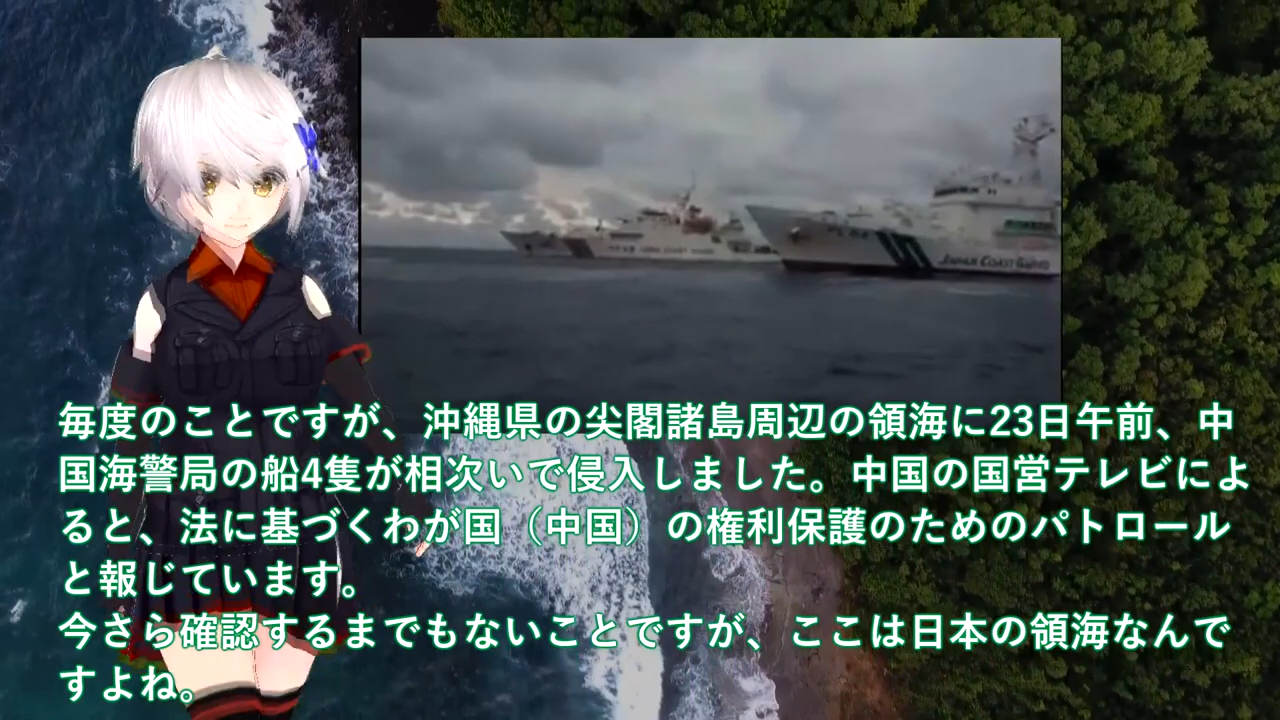 JAPAN COAST GUARD
毎度のことですが、沖縄県の尖閣諸島周辺の領海に23日午前、中
国海警局の船4隻が相次いで侵入しました。中国の国営テレビによ
ると、法に基づくわが国（中国）の権利保護のためのパトロール
と報じています。
今さら確認するまでもないことですが、ここは日本の領海なんで
すよね。